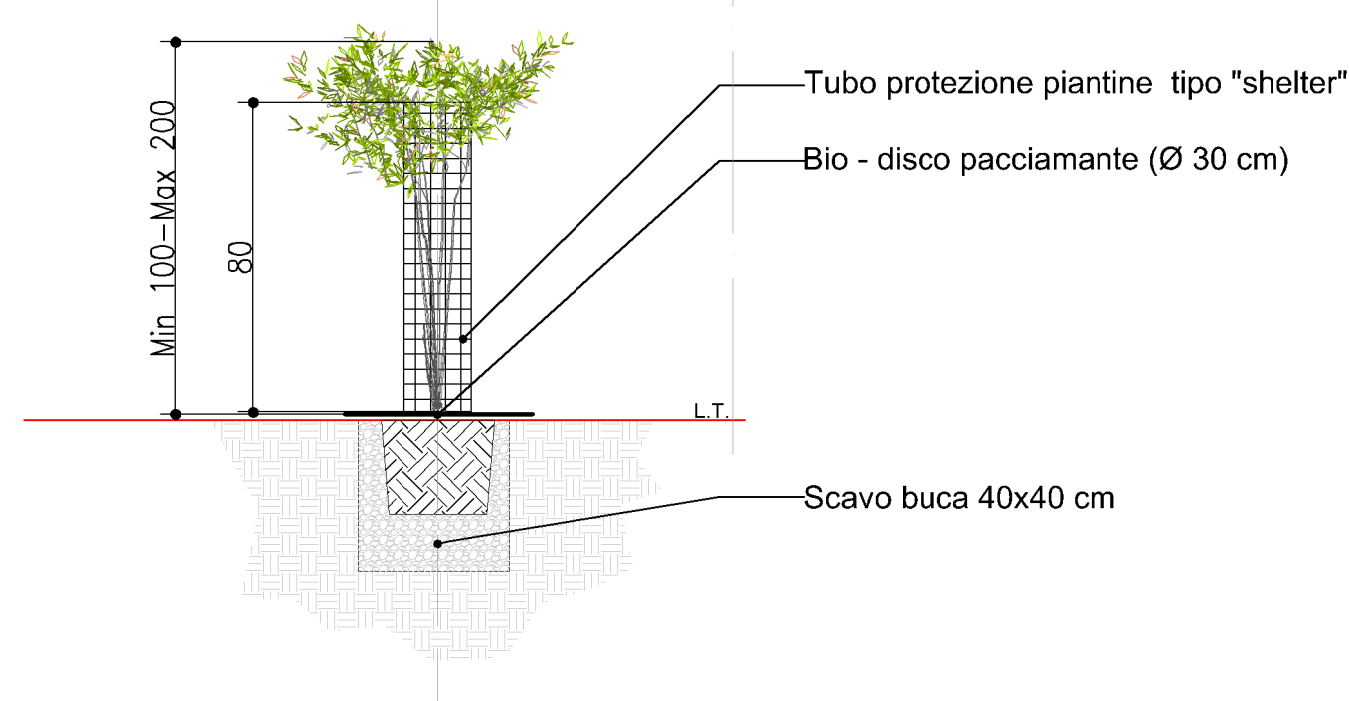 Tubo protezione piantine tipo "shelter"
Bio - disco pacciamante (Ø 30 cm)
Min 100-Max 200
80
L.T.
Scavo buca 40x40 cm